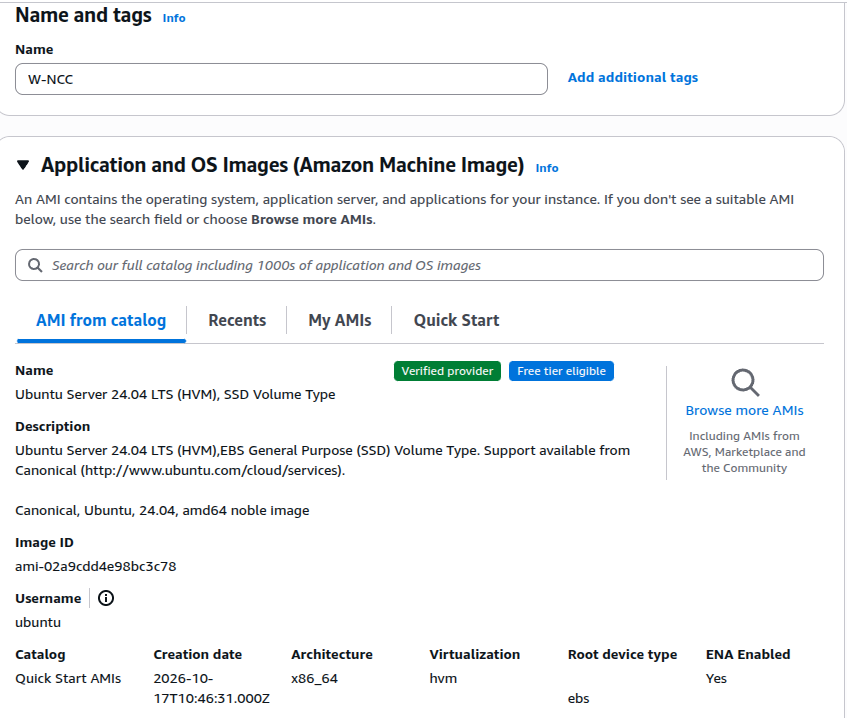 Name and tags Info
Name
W-NCC
Add additional tags
Application and OS Images (Amazon Machine Image) Info
An AMI contains the operating system, application server, and applications for your instance. If you don't see a suitable AMI
below, use the search field or choose Browse more AMIs.
Search our full catalog including 1000s of application and OS images
AMI from catalog
Recents
My AMIs
Quick Start
Name
Verified provider
Free tier eligible
Ubuntu Server 24.04 LTS (HVM), SSD Volume Type
Description
Ubuntu Server 24.04 LTS (HVM),EBS General Purpose (SSD) Volume Type. Support available from
Canonical (http://www.ubuntu.com/cloud/services).
Canonical, Ubuntu, 24.04, amd64 noble image
Browse more AMIs
Including AMIs from
AWS, Marketplace and
the Community
Image ID
ami-02a9cdd4e98bc3c78
Username
ubuntu
Catalog
Quick Start AMIs
Creation date
2026-10-
17T10:46:31.000Z
Architecture
x86_64
Virtualization
hvm
Root device type
ebs
ENA Enabled
Yes